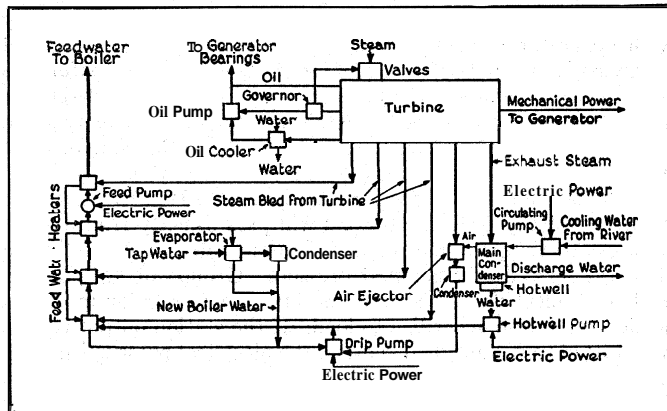 Feedwater
To Boiler
To Generator
Bearings
Steam
Valves
Oil
Governor
Oil Pump
Water
Oil Cooler
Water
Turbine
Mechanical Power
To Generator
Exhaust Steam
Steam Bled from Turbine
Feed Pump
Electric Power
Heaters
Feed Wat
Evaporator
Tap Water
Condenser
New Boiler Water
Electric Power
Circulating
Pump
Cooling Water
From River
Air
Main
Con-
denser
Discharge Water
Air Ejector
Condenser
Hotwell
Water
Hotwell Pump
Electric Power
Drip Pump
Electric Power